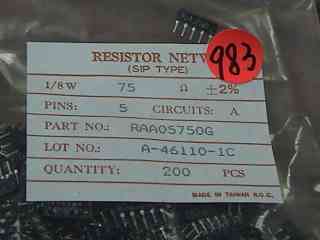 RESISTOR NETW
983
(SIP TYPE)
1/8W 75 Ω ±2%
PINS: 5 CIRCUITS: A
PART NO.: RAA05750G
LOT NO.: A-46110-1C
QUANTITY: 200 PCS
MADE IN TAIWAN R.O.C.